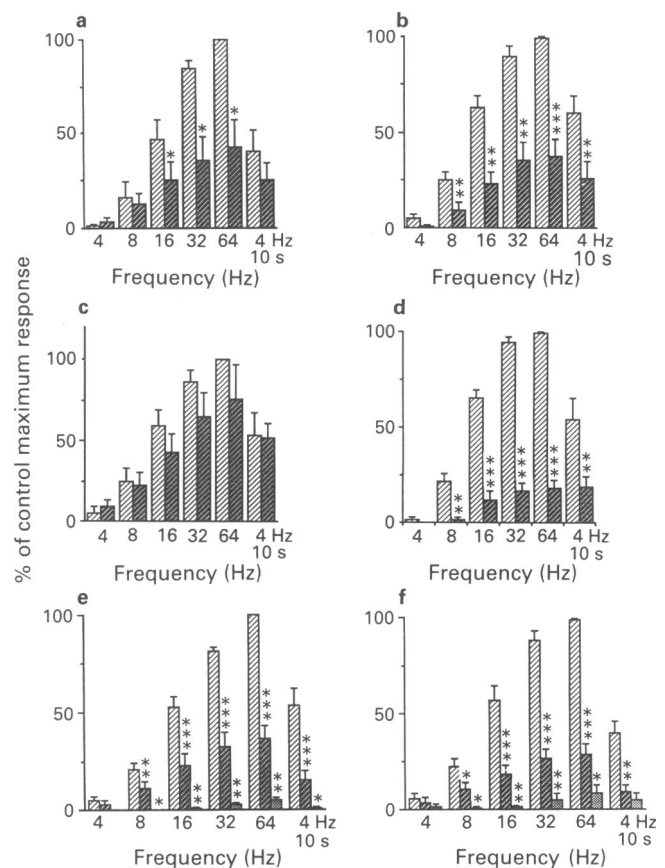 % of control maximum response
a
100
50
0
4 8 16 32 64 4 Hz
10 s
Frequency (Hz)
b
100
50
0
** ** ** *** **
4 8 16 32 64 4 Hz
10 s
Frequency (Hz)
* * *
c
100
50
0
4 8 16 32 64 4 Hz
10 s
Frequency (Hz)
d
100
50
0
** *** *** *** **
4 8 16 32 64 4 Hz
10 s
Frequency (Hz)
e
100
50
0
** * *** ** *** ** *** ** *** *
4 8 16 32 64 4 Hz
10 s
Frequency (Hz)
f
100
50
0
* * *** ** *** ** *** * **
4 8 16 32 64 4 Hz
10 s
Frequency (Hz)